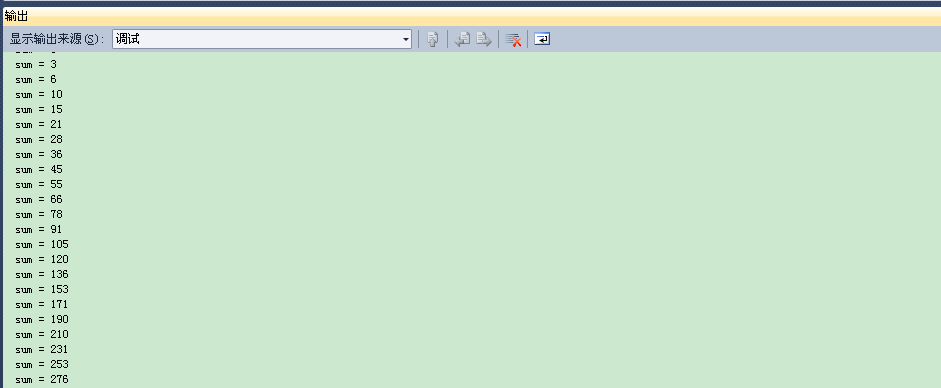 输出
显示输出来源(S): 调试
sum = 3
sum = 6
sum = 10
sum = 15
sum = 21
sum = 28
sum = 36
sum = 45
sum = 55
sum = 66
sum = 78
sum = 91
sum = 105
sum = 120
sum = 136
sum = 153
sum = 171
sum = 190
sum = 210
sum = 231
sum = 253
sum = 276